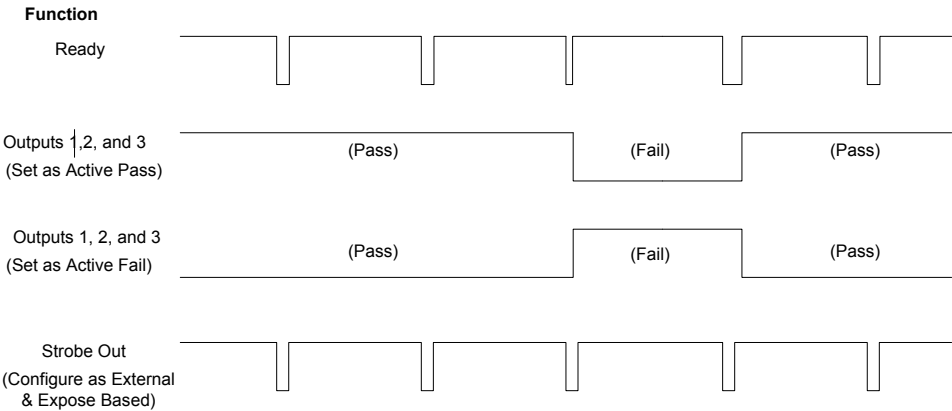 Function
Ready
Outputs 1,2, and 3
(Set as Active Pass)
(Pass)
(Fail)
(Pass)
Outputs 1, 2, and 3
(Set as Active Fail)
(Pass)
(Fail)
(Pass)
Strobe Out
(Configure as External
& Expose Based)